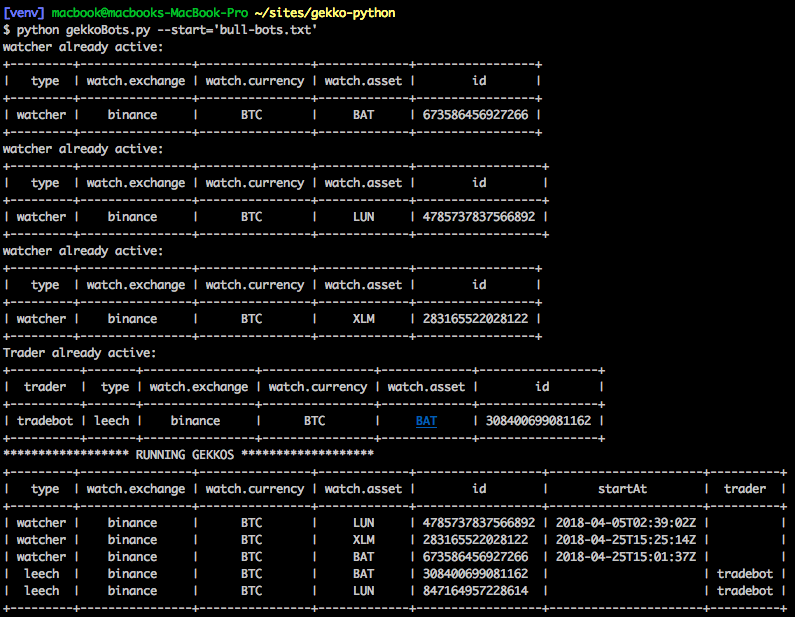 [venv] macbook@macbooks-MacBook-Pro ~/sites/gekko-python
$ python gekkoBots.py --start='bull-bots.txt'
watcher already active:
+---------+----------------+----------------+-------------+-----------------+
|   type  | watch.exchange | watch.currency | watch.asset |        id       |
+---------+----------------+----------------+-------------+-----------------+
| watcher |    binance     |      BTC       |     BAT     | 673586456927266 |
+---------+----------------+----------------+-------------+-----------------+
watcher already active:
+---------+----------------+----------------+-------------+------------------+
|   type  | watch.exchange | watch.currency | watch.asset |        id        |
+---------+----------------+----------------+-------------+------------------+
| watcher |    binance     |      BTC       |     LUN     | 4785737837566892 |
+---------+----------------+----------------+-------------+------------------+
watcher already active:
+---------+----------------+----------------+-------------+-----------------+
|   type  | watch.exchange | watch.currency | watch.asset |        id       |
+---------+----------------+----------------+-------------+-----------------+
| watcher |    binance     |      BTC       |     XLM     | 283165522028122 |
+---------+----------------+----------------+-------------+-----------------+
Trader already active:
+----------+-------+----------------+----------------+-------------+-----------------+
|  trader  |  type | watch.exchange | watch.currency | watch.asset |        id       |
+----------+-------+----------------+----------------+-------------+-----------------+
| tradebot | leech |    binance     |      BTC       |     BAT     | 308400699081162 |
+----------+-------+----------------+----------------+-------------+-----------------+
****************** RUNNING GEKKOS *******************
+---------+----------------+----------------+-------------+------------------+----------------------+----------+
|   type  | watch.exchange | watch.currency | watch.asset |        id        |       startAt        |  trader  |
+---------+----------------+----------------+-------------+------------------+----------------------+----------+
| watcher |    binance     |      BTC       |     LUN     | 4785737837566892 | 2018-04-05T02:39:02Z |          |
| watcher |    binance     |      BTC       |     XLM     | 283165522028122  | 2018-04-25T15:25:14Z |          |
| watcher |    binance     |      BTC       |     BAT     | 673586456927266  | 2018-04-25T15:01:37Z |          |
|  leech  |    binance     |      BTC       |     BAT     | 308400699081162  |                      | tradebot |
|  leech  |    binance     |      BTC       |     LUN     | 847164957228614  |                      | tradebot |
+---------+----------------+----------------+-------------+------------------+----------------------+----------+